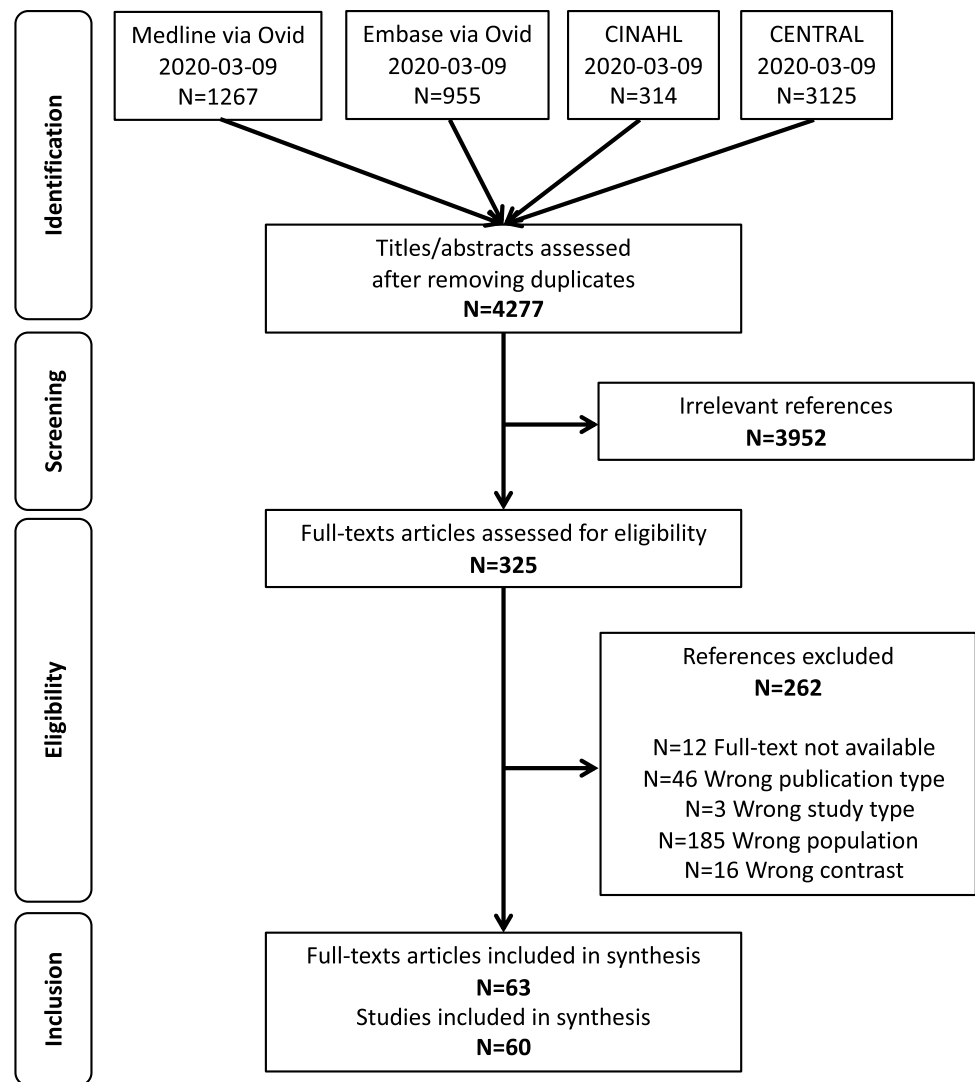 Identification
Medline via Ovid
2020-03-09
N=1267
Embase via Ovid
2020-03-09
N=955
CINAHL
2020-03-09
N=314
CENTRAL
2020-03-09
N=3125
Titles/abstracts assessed
after removing duplicates
N=4277
Screening
Irrelevant references
N=3952
Eligibility
Full-texts articles assessed for eligibility
N=325
References excluded
N=262
N=12 Full-text not available
N=46 Wrong publication type
N=3 Wrong study type
N=185 Wrong population
N=16 Wrong contrast
Inclusion
Full-texts articles included in synthesis
N=63
Studies included in synthesis
N=60